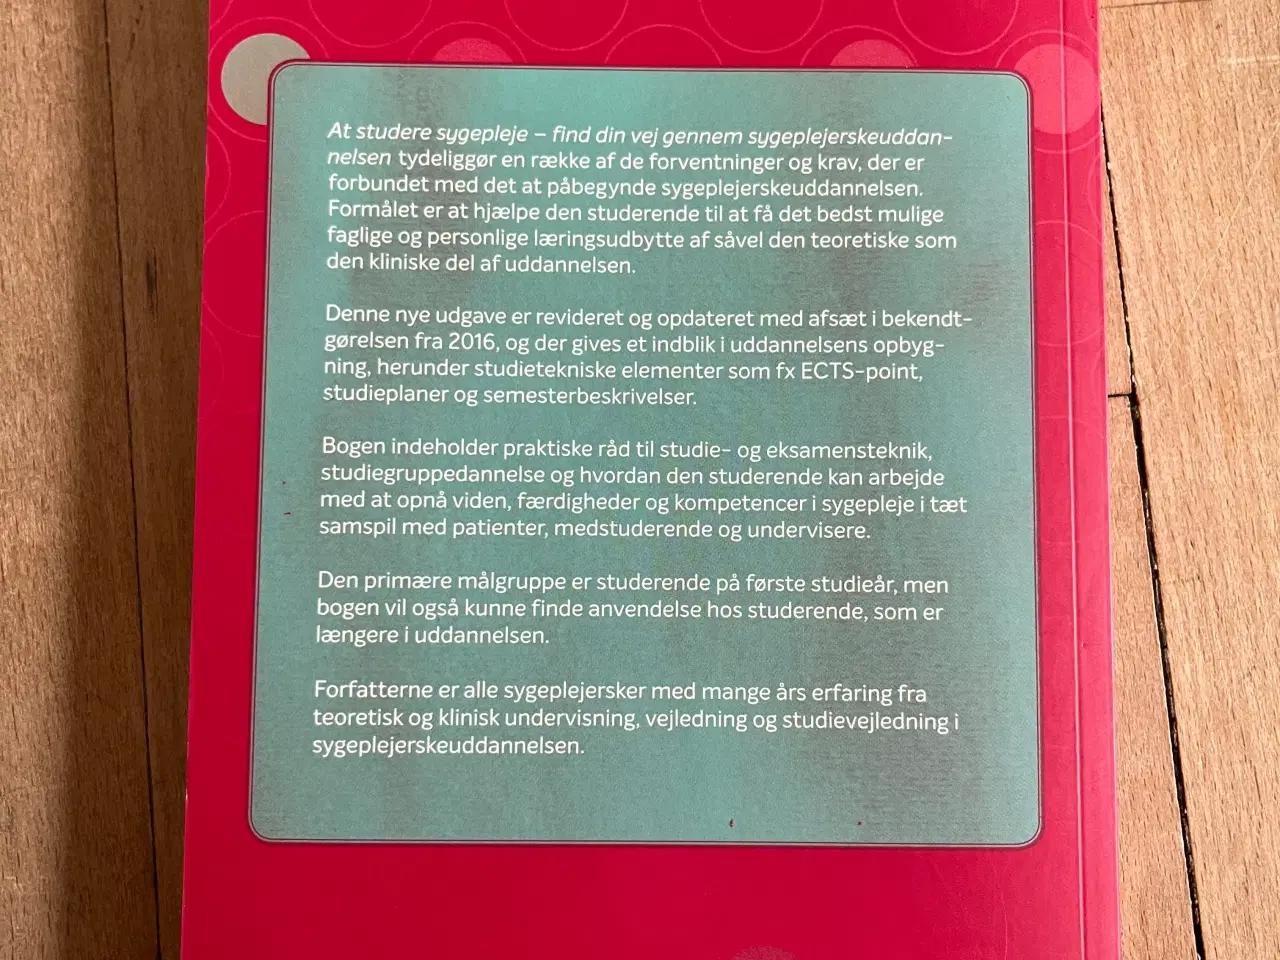 At studere sygepleje – find din vej gennem sygeplejerskeuddan-
nelsen tydeliggør en række af de forventninger og krav, der er
forbundet med det at påbegynde sygeplejerskeuddannelsen.
Formålet er at hjælpe den studerende til at få det bedst mulige
faglige og personlige læringsudbytte af såvel den teoretiske som
den kliniske del af uddannelsen.
Denne nye udgave er revideret og opdateret med afsæt i bekendt-
gørelsen fra 2016, og der gives et indblik i uddannelsens opbyg-
ning, herunder studietekniske elementer som fx ECTS-point,
studieplaner og semesterbeskrivelser.
Bogen indeholder praktiske råd til studie- og eksamensteknik,
studiegruppedannelse og hvordan den studerende kan arbejde
med at opnå viden, færdigheder og kompetencer i sygepleje i tæt
samspil med patienter, medstuderende og undervisere.
Den primære målgruppe er studerende på første studieår, men
bogen vil også kunne finde anvendelse hos studerende, som er
længere i uddannelsen.
Forfatterne er alle sygeplejersker med mange års erfaring fra
teoretisk og klinisk undervisning, vejledning og studievejledning i
sygeplejerskeuddannelsen.